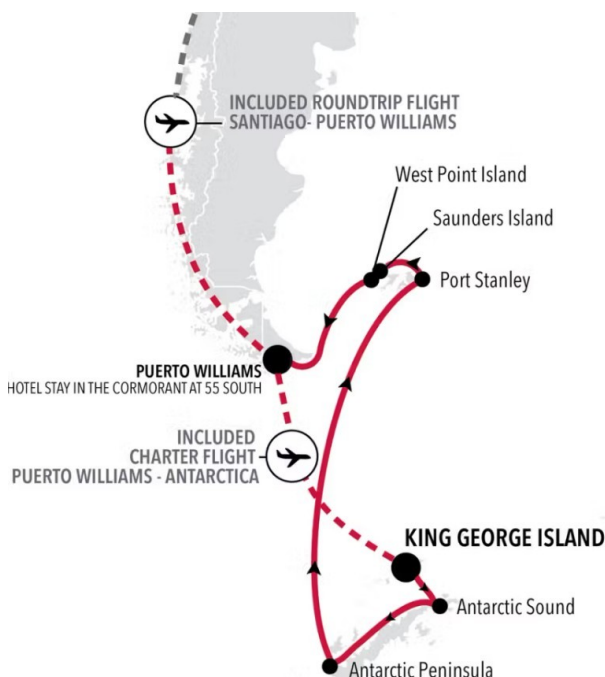 INCLUDED ROUNDTRIP FLIGHT
SANTIAGO- PUERTO WILLIAMS
West Point Island
Saunders Island
Port Stanley
PUERTO WILLIAMS
HOTEL STAY IN THE CORMORANT AT 55 SOUTH
INCLUDED
CHARTER FLIGHT
PUERTO WILLIAMS - ANTARCTICA
KING GEORGE ISLAND
Antarctic Sound
Antarctic Peninsula